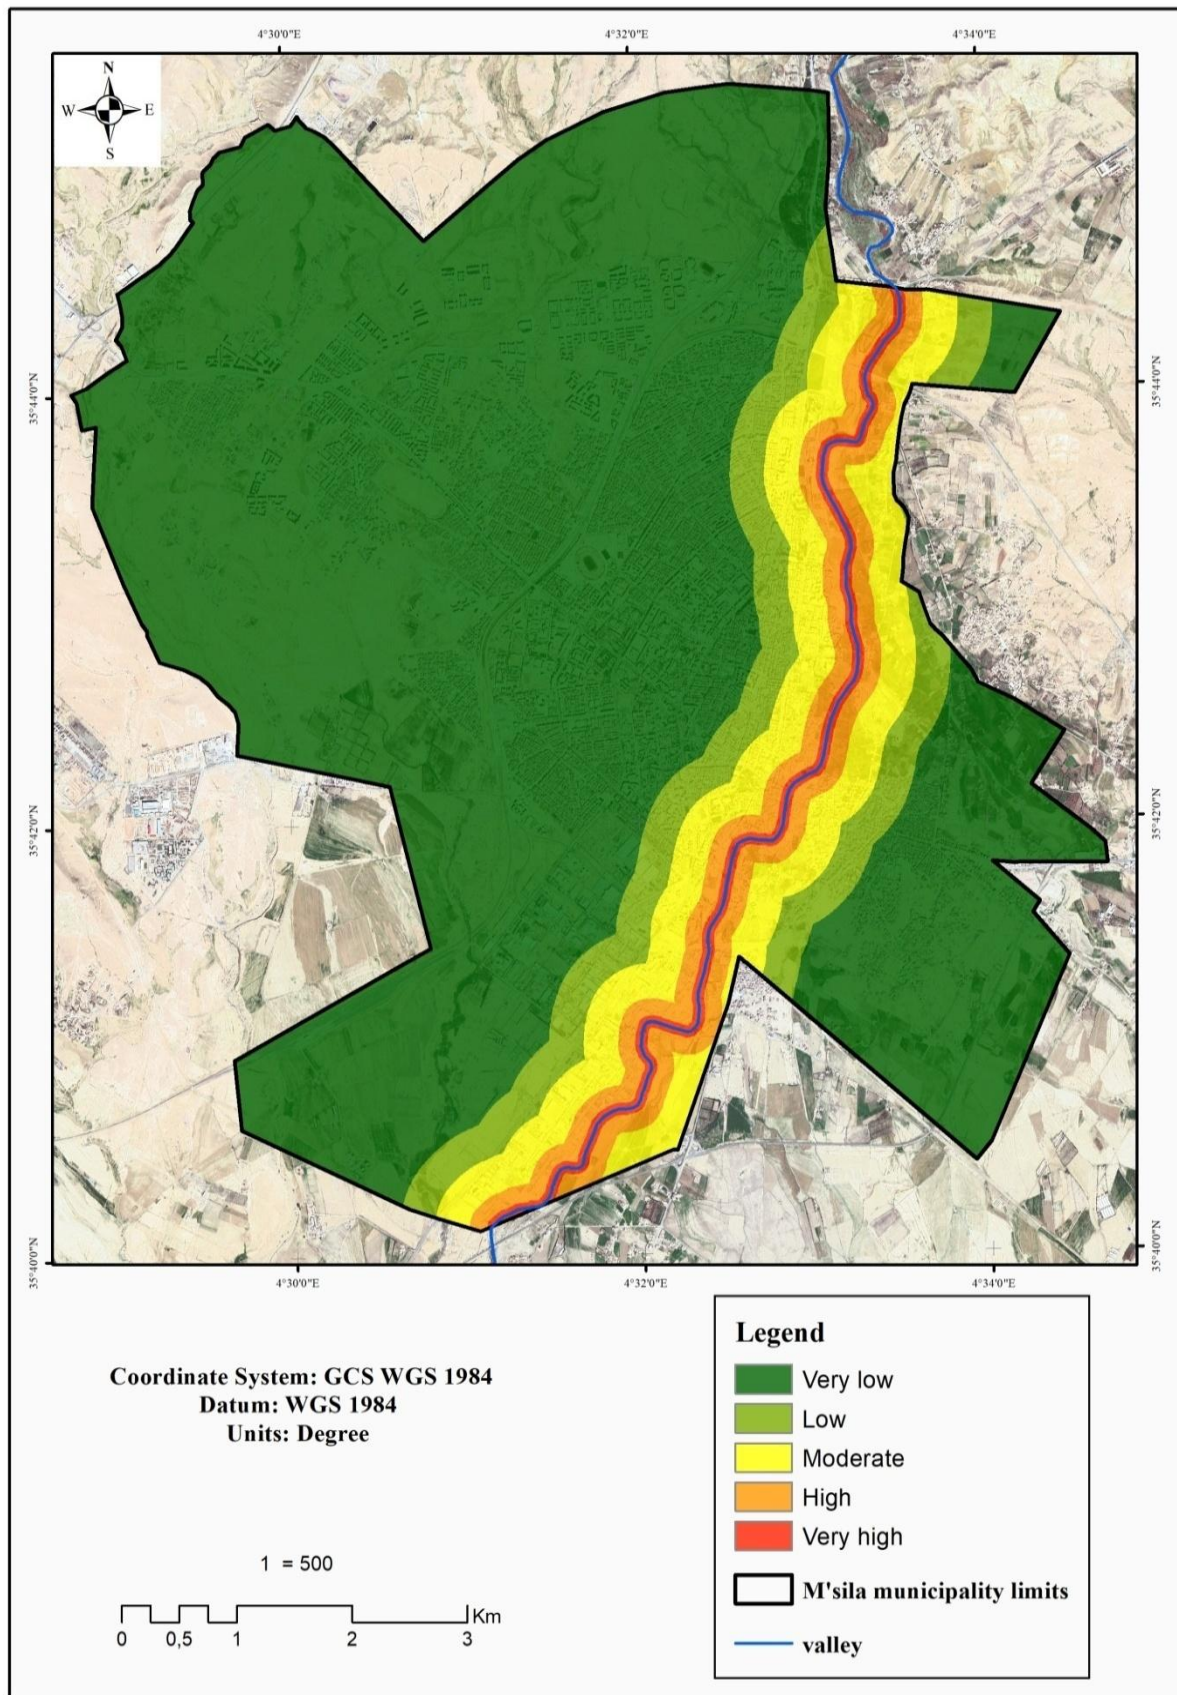 4°30'0"E
4°32'0"E
4°34'0"E
N
W E
S
35°44'0"N
35°44'0"N
35°42'0"N
35°42'0"N
35°40'0"N
35°40'0"N
4°30'0"E
4°32'0"E
4°34'0"E
Legend
Very low
Low
Moderate
High
Very high
M'sila municipality limits
valley
Coordinate System: GCS WGS 1984
Datum: WGS 1984
Units: Degree
1 = 500
Km
0 0,5 1 2 3